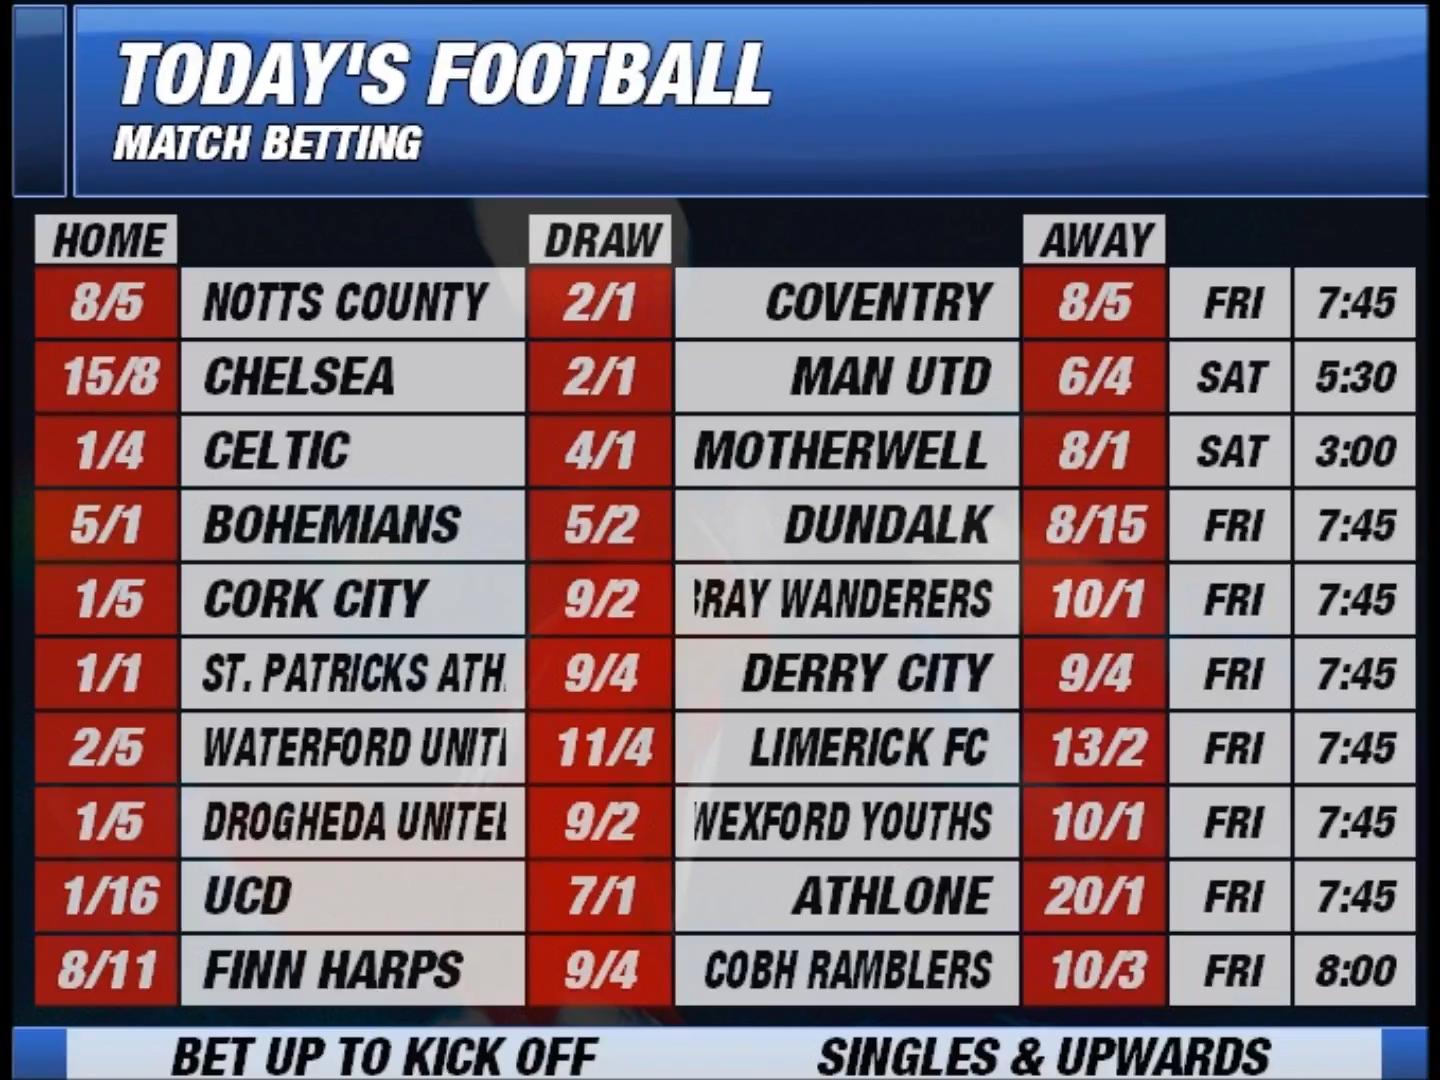 TODAY'S FOOTBALL
MATCH BETTING
HOME DRAW AWAY
8/5 NOTTS COUNTY 2/1 COVENTRY 8/5 FRI 7:45
15/8 CHELSEA 2/1 MAN UTD 6/4 SAT 5:30
1/4 CELTIC 4/1 MOTHERWELL 8/1 SAT 3:00
5/1 BOHEMIANS 5/2 DUNDALK 8/15 FRI 7:45
1/5 CORK CITY 9/2 BRAY WANDERERS 10/1 FRI 7:45
1/1 ST. PATRICKS ATH 9/4 DERRY CITY 9/4 FRI 7:45
2/5 WATERFORD UNITE 11/4 LIMERICK FC 13/2 FRI 7:45
1/5 DROGHEDA UNITED 9/2 WEXFORD YOUTHS 10/1 FRI 7:45
1/16 UCD 7/1 ATHLONE 20/1 FRI 7:45
8/11 FINN HARPS 9/4 COBH RAMBLERS 10/3 FRI 8:00
BET UP TO KICK OFF SINGLES & UPWARDS